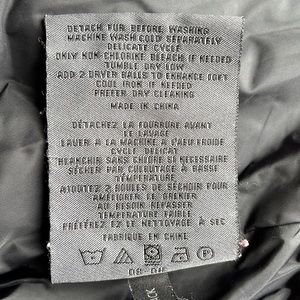 DETACH FUR BEFORE WASHING
MACHINE WASH COLD SEPARATELY
DELICATE CYCLE
ONLY NON-CHLORINE BLEACH IF NEEDED
TUMBLE DRY LOW
ADD 2 DRYER BALLS TO ENHANCE LOFT
COOL IRON IF NEEDED
PREFER DRY CLEANING
MADE IN CHINA
DÉTACHEZ LA FOURRURE AVANT
LE LAVAGE
LAVER À LA MACHINE À L'EAU FROIDE
CYCLE DÉLICAT
BLANCHIR SANS CHLORE SI NÉCESSAIRE
SÉCHER PAR CULBUTAGE À BASSE
TEMPÉRATURE
AJOUTEZ 2 BOULES DE SÉCHOIR POUR
AMÉLIORER LE GRENIER
AU BESOIN REPASSER
TEMPÉRATURE FAIBLE
PRÉFÉREZ LE NETTOYAGE À SEC
FABRIQUÉ EN CHINE